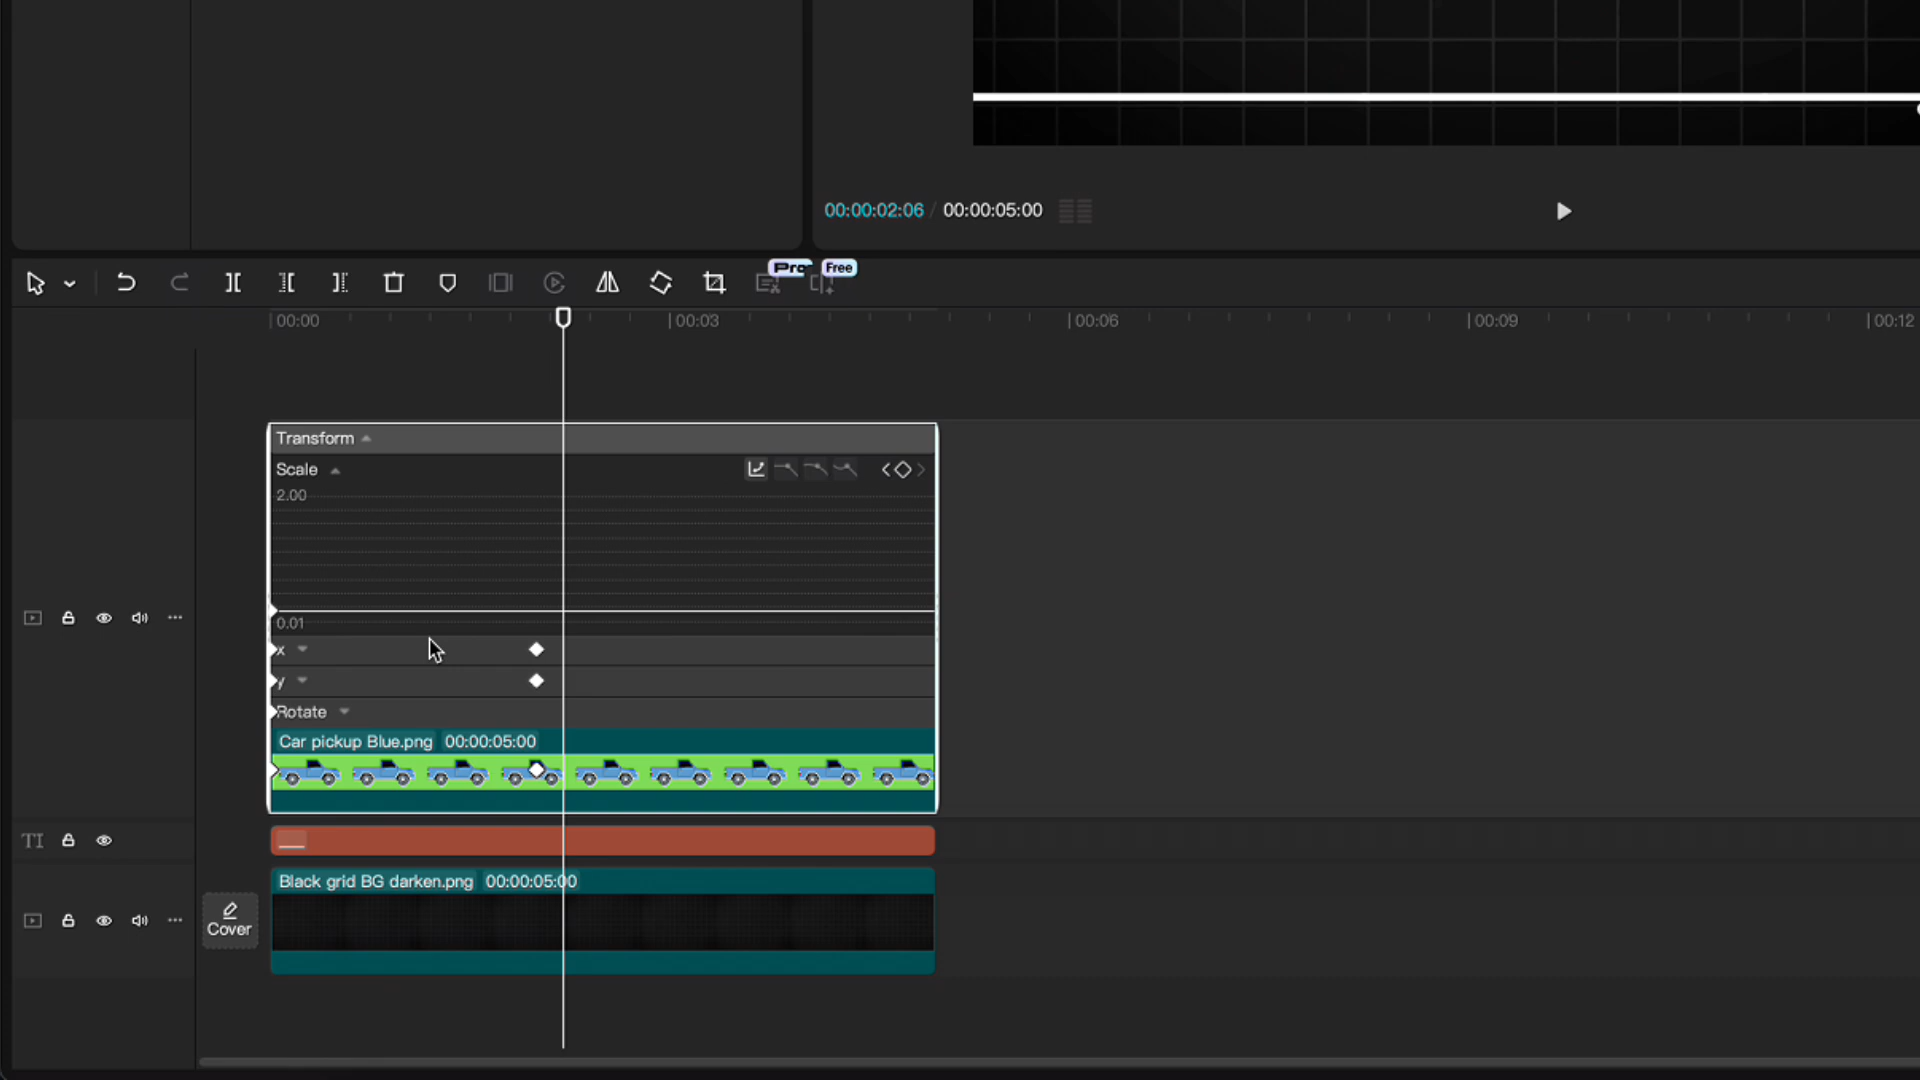 00:00:02:06 / 00:00:05:00
Pro Free
00:00 00:03 00:06 00:09 00:12
Transform
Scale
2.00
0.01
x
y
Rotate
Car pickup Blue.png 00:00:05:00
TI
Black grid BG darken.png 00:00:05:00
Cover